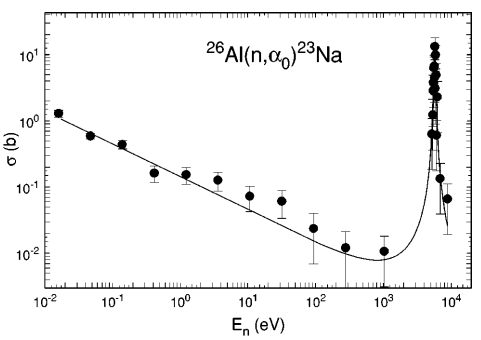 ²⁶Al(n,α₀)²³Na
σ (b)
10¹
10⁰
10⁻¹
10⁻²
10⁻² 10⁻¹ 10⁰ 10¹ 10² 10³ 10⁴
Eₙ (eV)